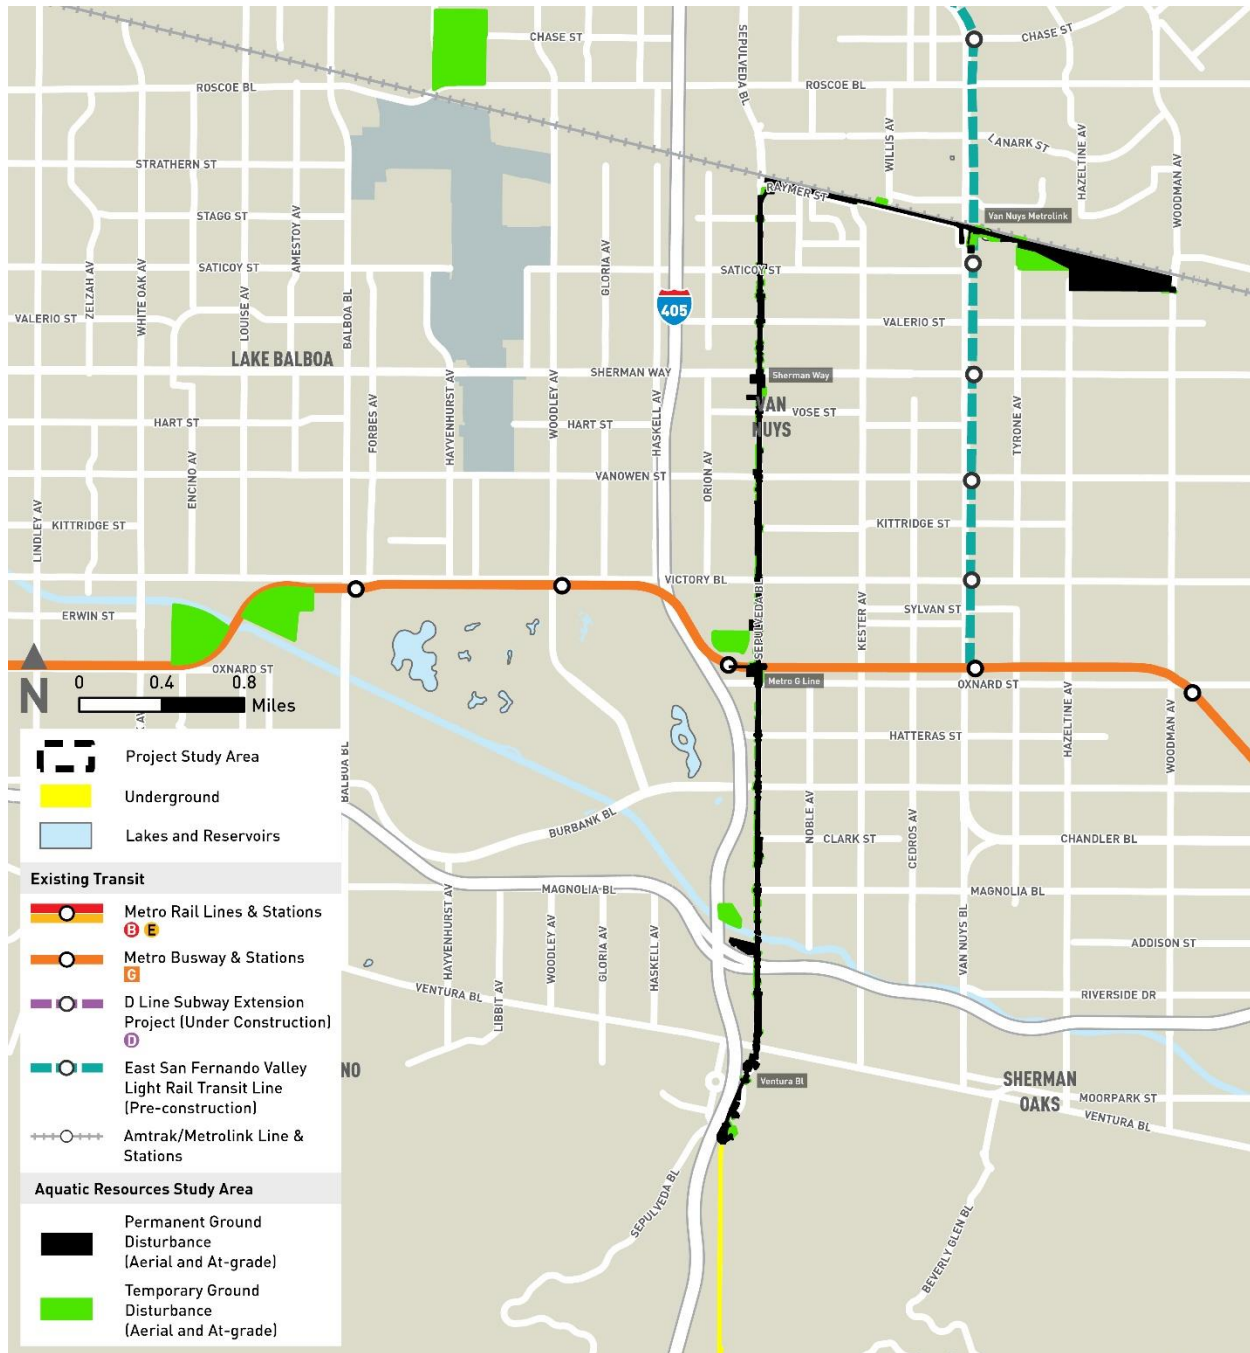 CHASE ST
SEPULVEDA BL
CHASE ST
ROSCOE BL
ROSCOE BL
WILLIS AV
LANARK ST
HAZELTINE AV
WOODMAN AV
STRATHERN ST
RAYMER ST
STAGG ST
AMESTOY AV
Van Nuys Metrolink
ZELZAH AV
WHITE OAK AV
LOUISE AV
BALBOA BL
SATICOY ST
GLORIA AV
SATICOY ST
405
VALERIO ST
VALERIO ST
LAKE BALBOA
SHERMAN WAY
Sherman Way
FORBES AV
HAYVENHURST AV
WOODLEY AV
HASKELL AV
VAN
NUYS
VOSE ST
TYRONE AV
HART ST
HART ST
ENCINO AV
ORION AV
VANOWEN ST
LINDLEY AV
KITTRIDGE ST
KITTRIDGE ST
VICTORY BL
SEPULVEDA BL
KESTER AV
SYLVAN ST
ERWIN ST
OXNARD ST
Metro G Line
OXNARD ST
N
0
0.4
0.8
Miles
HAZELTINE AV
WOODMAN AV
HATTERAS ST
K AV
BALBOA BL
Project Study Area
Underground
Lakes and Reservoirs
BURBANK BL
NOBLE AV
CLARK ST
CEDROS AV
CHANDLER BL
Existing Transit
Metro Rail Lines & Stations
B E
Metro Busway & Stations
G
D Line Subway Extension
Project (Under Construction)
D
East San Fernando Valley
Light Rail Transit Line
(Pre-construction)
Amtrak/Metrolink Line &
Stations
Aquatic Resources Study Area
Permanent Ground
Disturbance
(Aerial and At-grade)
Temporary Ground
Disturbance
(Aerial and At-grade)
MAGNOLIA BL
MAGNOLIA BL
HAYVENHURST AV
WOODLEY AV
GLORIA AV
HASKELL AV
VAN NUYS BL
ADDISON ST
VENTURA BL
LIBBIT AV
RIVERSIDE DR
NO
Ventura Bl
SHERMAN
OAKS
MOORPARK ST
VENTURA BL
SEPULVEDA BL
BEVERLY GLEN BL